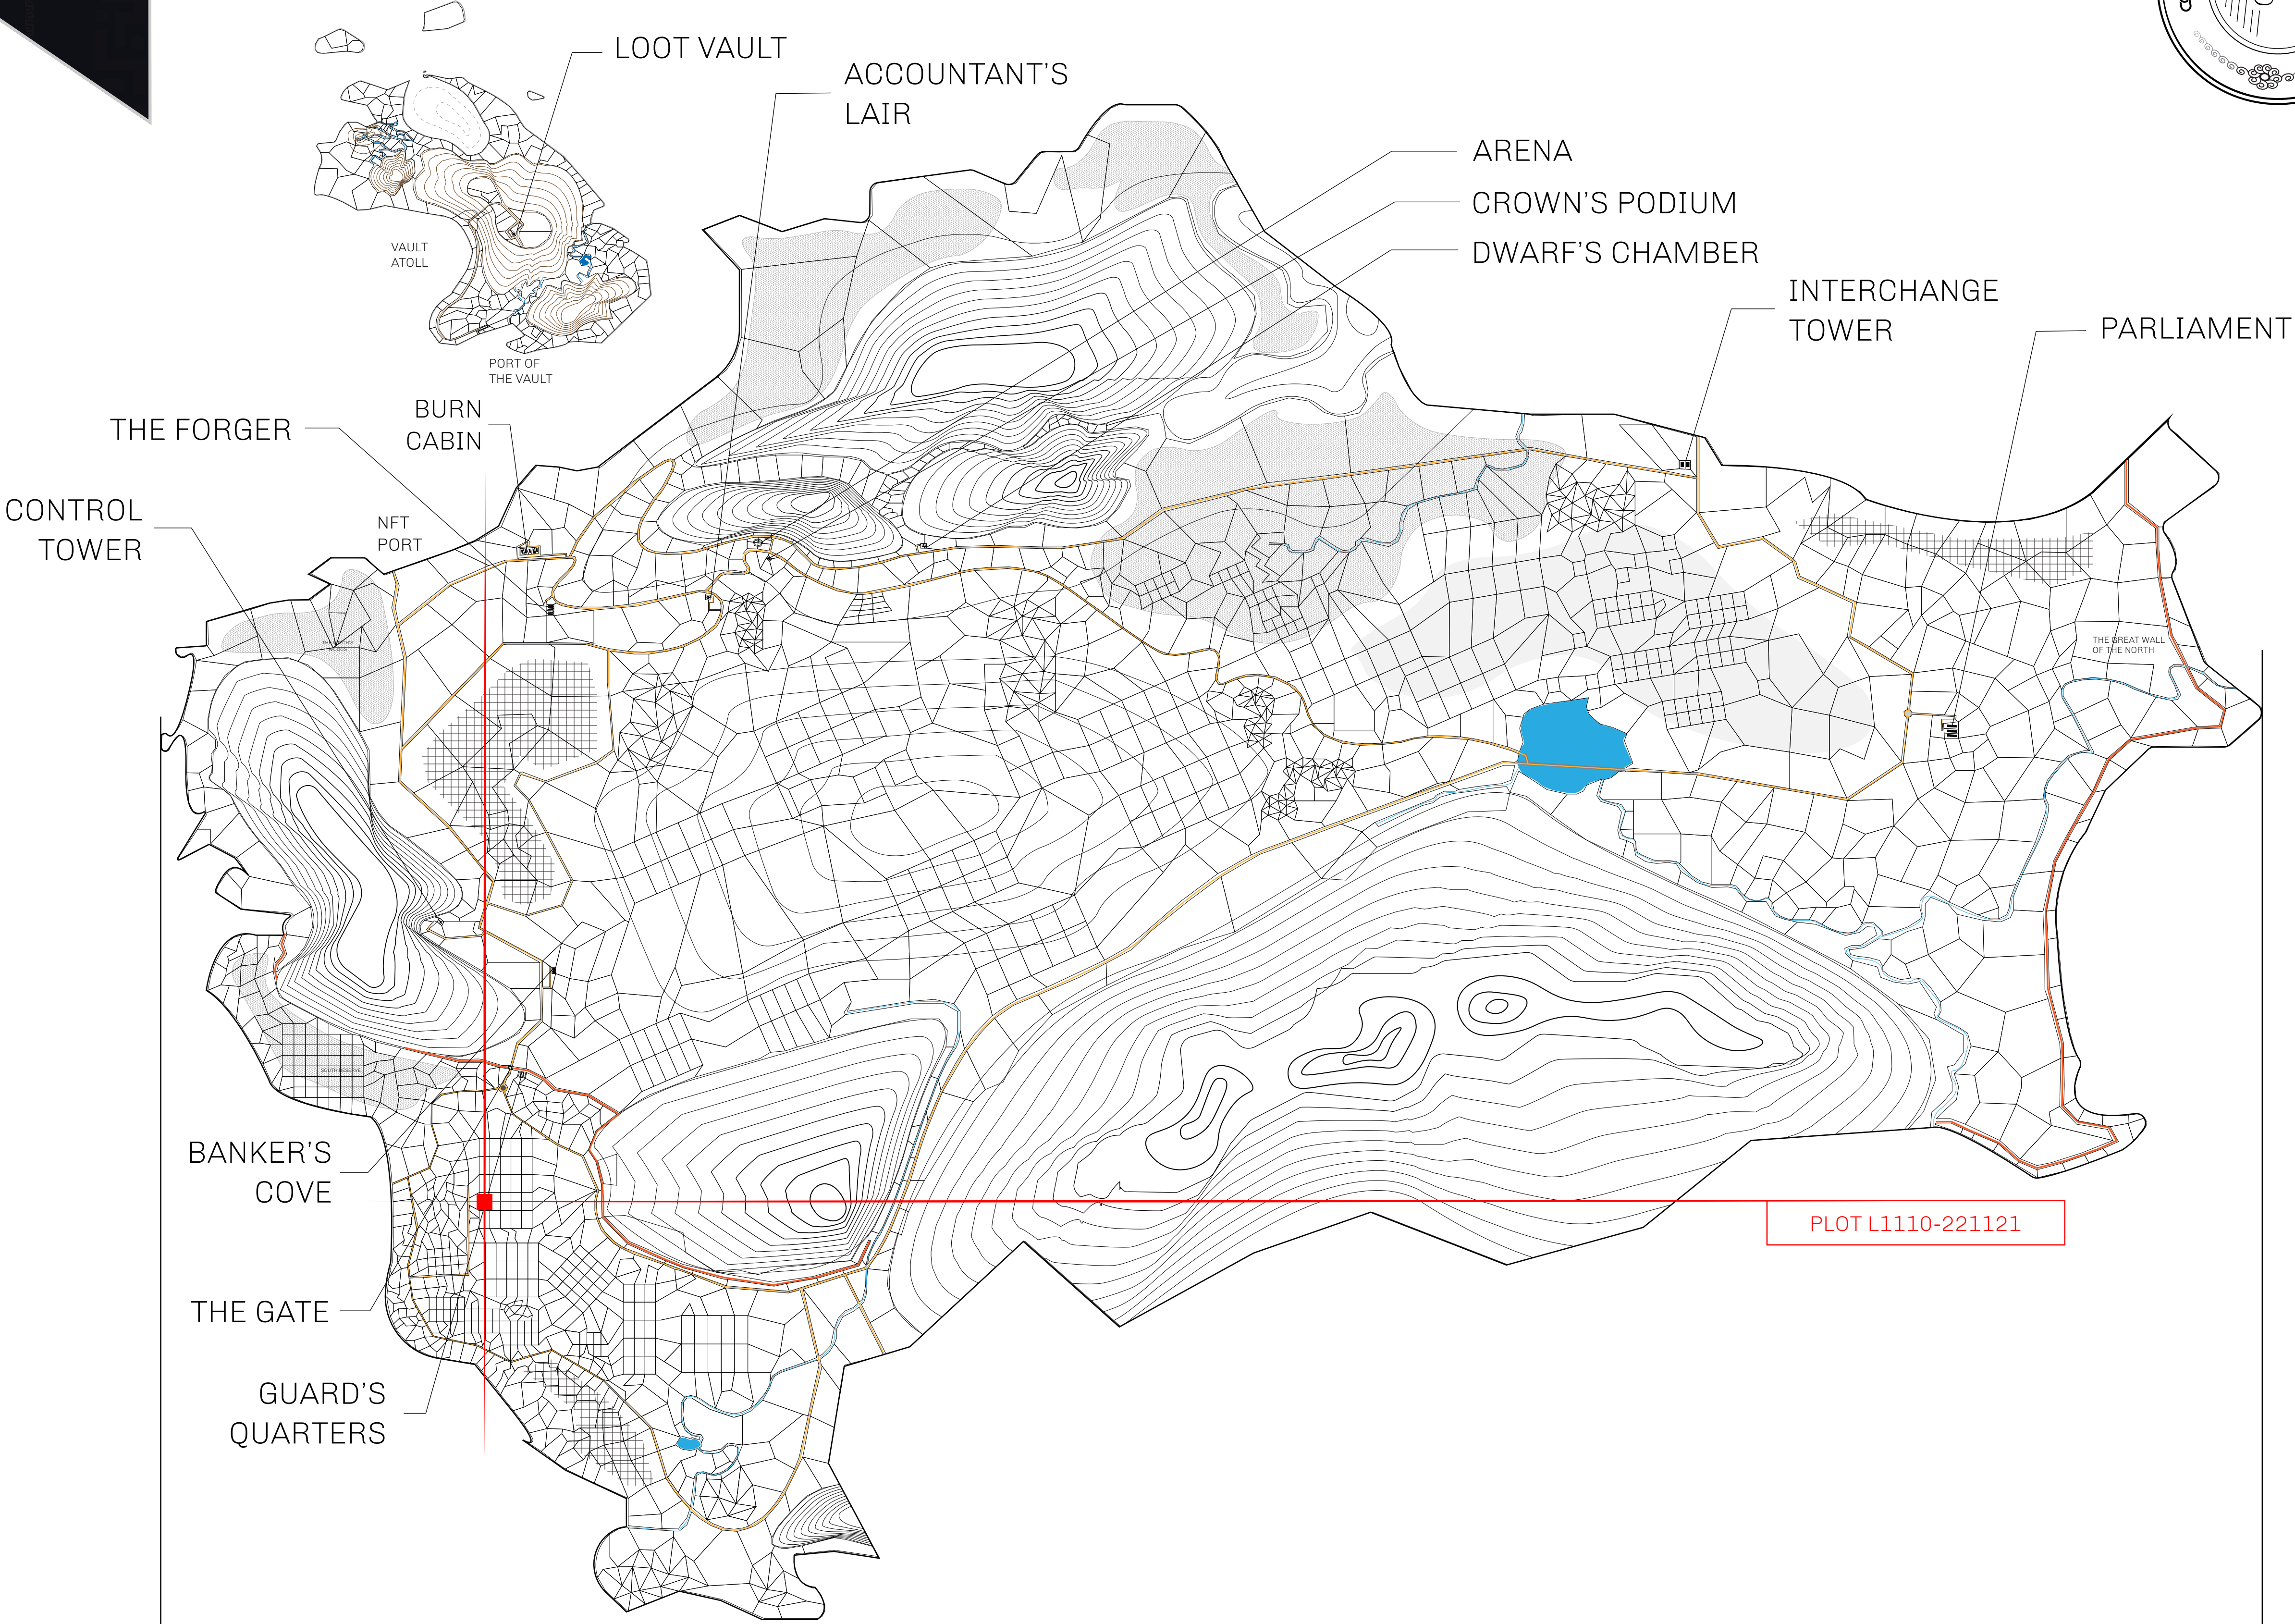 LOOT VAULT
ACCOUNTANT'S
LAIR
ARENA
CROWN'S PODIUM
DWARF'S CHAMBER
VAULT
ATOLL
INTERCHANGE
TOWER
PARLIAMENT
PORT OF
THE VAULT
BURN
CABIN
THE FORGER
CONTROL
TOWER
NFT
PORT
THE GREAT WALL
OF THE NORTH
SOUTH RESERVE
BANKER'S
COVE
PLOT L1110-221121
THE GATE
GUARD'S
QUARTERS